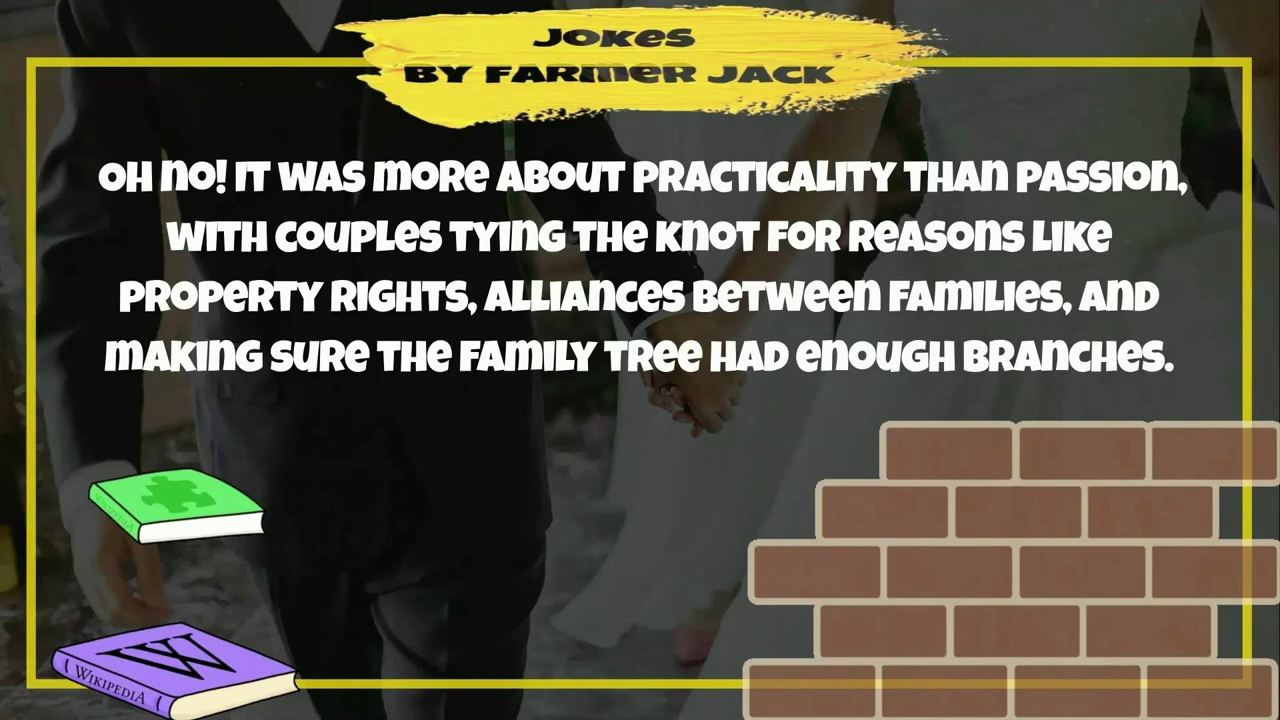 JOKES
BY FARMER JACK
OH NO! IT WAS MORE ABOUT PRACTICALITY THAN PASSION,
WITH COUPLES TYING THE KNOT FOR REASONS LIKE
PROPERTY RIGHTS, ALLIANCES BETWEEN FAMILIES, AND
MAKING SURE THE FAMILY TREE HAD ENOUGH BRANCHES.
WIKIPEDIA
W
WIKIPEDIA